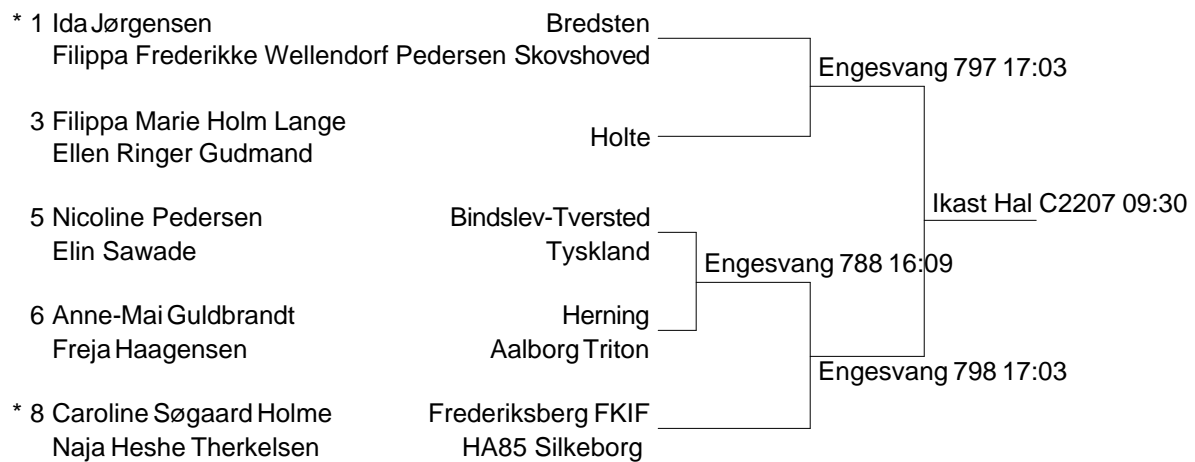 * 1 Ida Jørgensen Bredsten
Filippa Frederikke Wellendorf Pedersen Skovshoved
Engesvang 797 17:03
3 Filippa Marie Holm Lange
Ellen Ringer Gudmand
Holte
Ikast Hal C2207 09:30
5 Nicoline Pedersen Bindslev-Tversted
Elin Sawade Tyskland
Engesvang 788 16:09
6 Anne-Mai Guldbrandt Herning
Freja Haagensen Aalborg Triton
Engesvang 798 17:03
* 8 Caroline Søgaard Holme Frederiksberg FKIF
Naja Heshe Therkelsen HA85 Silkeborg